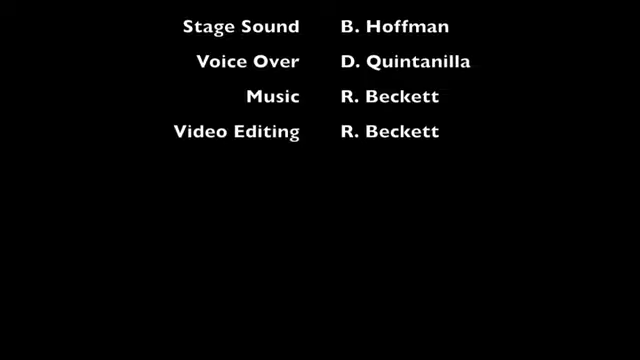 Stage Sound B. Hoffman
Voice Over D. Quintanilla
Music R. Beckett
Video Editing R. Beckett